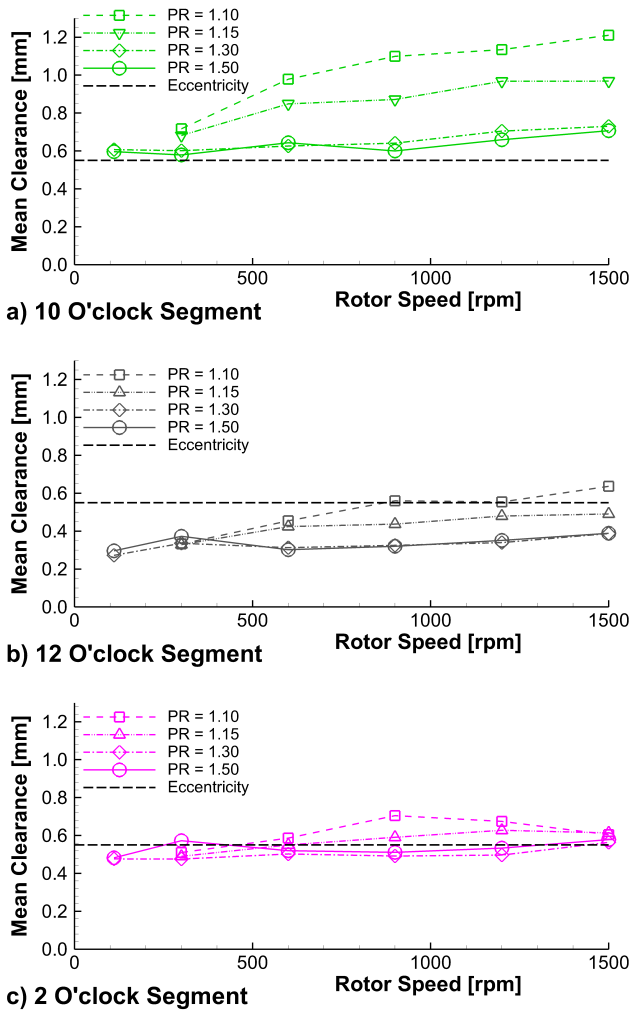 PR = 1.10
PR = 1.15
PR = 1.30
PR = 1.50
Eccentricity
Mean Clearance [mm]
1.2
1.0
0.8
0.6
0.4
0.2
0.0
0 500 1000 1500
Rotor Speed [rpm]
a) 10 O'clock Segment
PR = 1.10
PR = 1.15
PR = 1.30
PR = 1.50
Eccentricity
Mean Clearance [mm]
1.2
1.0
0.8
0.6
0.4
0.2
0.0
0 500 1000 1500
Rotor Speed [rpm]
b) 12 O'clock Segment
PR = 1.10
PR = 1.15
PR = 1.30
PR = 1.50
Eccentricity
Mean Clearance [mm]
1.2
1.0
0.8
0.6
0.4
0.2
0.0
0 500 1000 1500
Rotor Speed [rpm]
c) 2 O'clock Segment